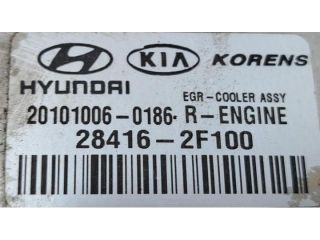 KIA KORENS
HYUNDAI
EGR-COOLER ASSY
20101006-0186- R-ENGINE
28416-2F100